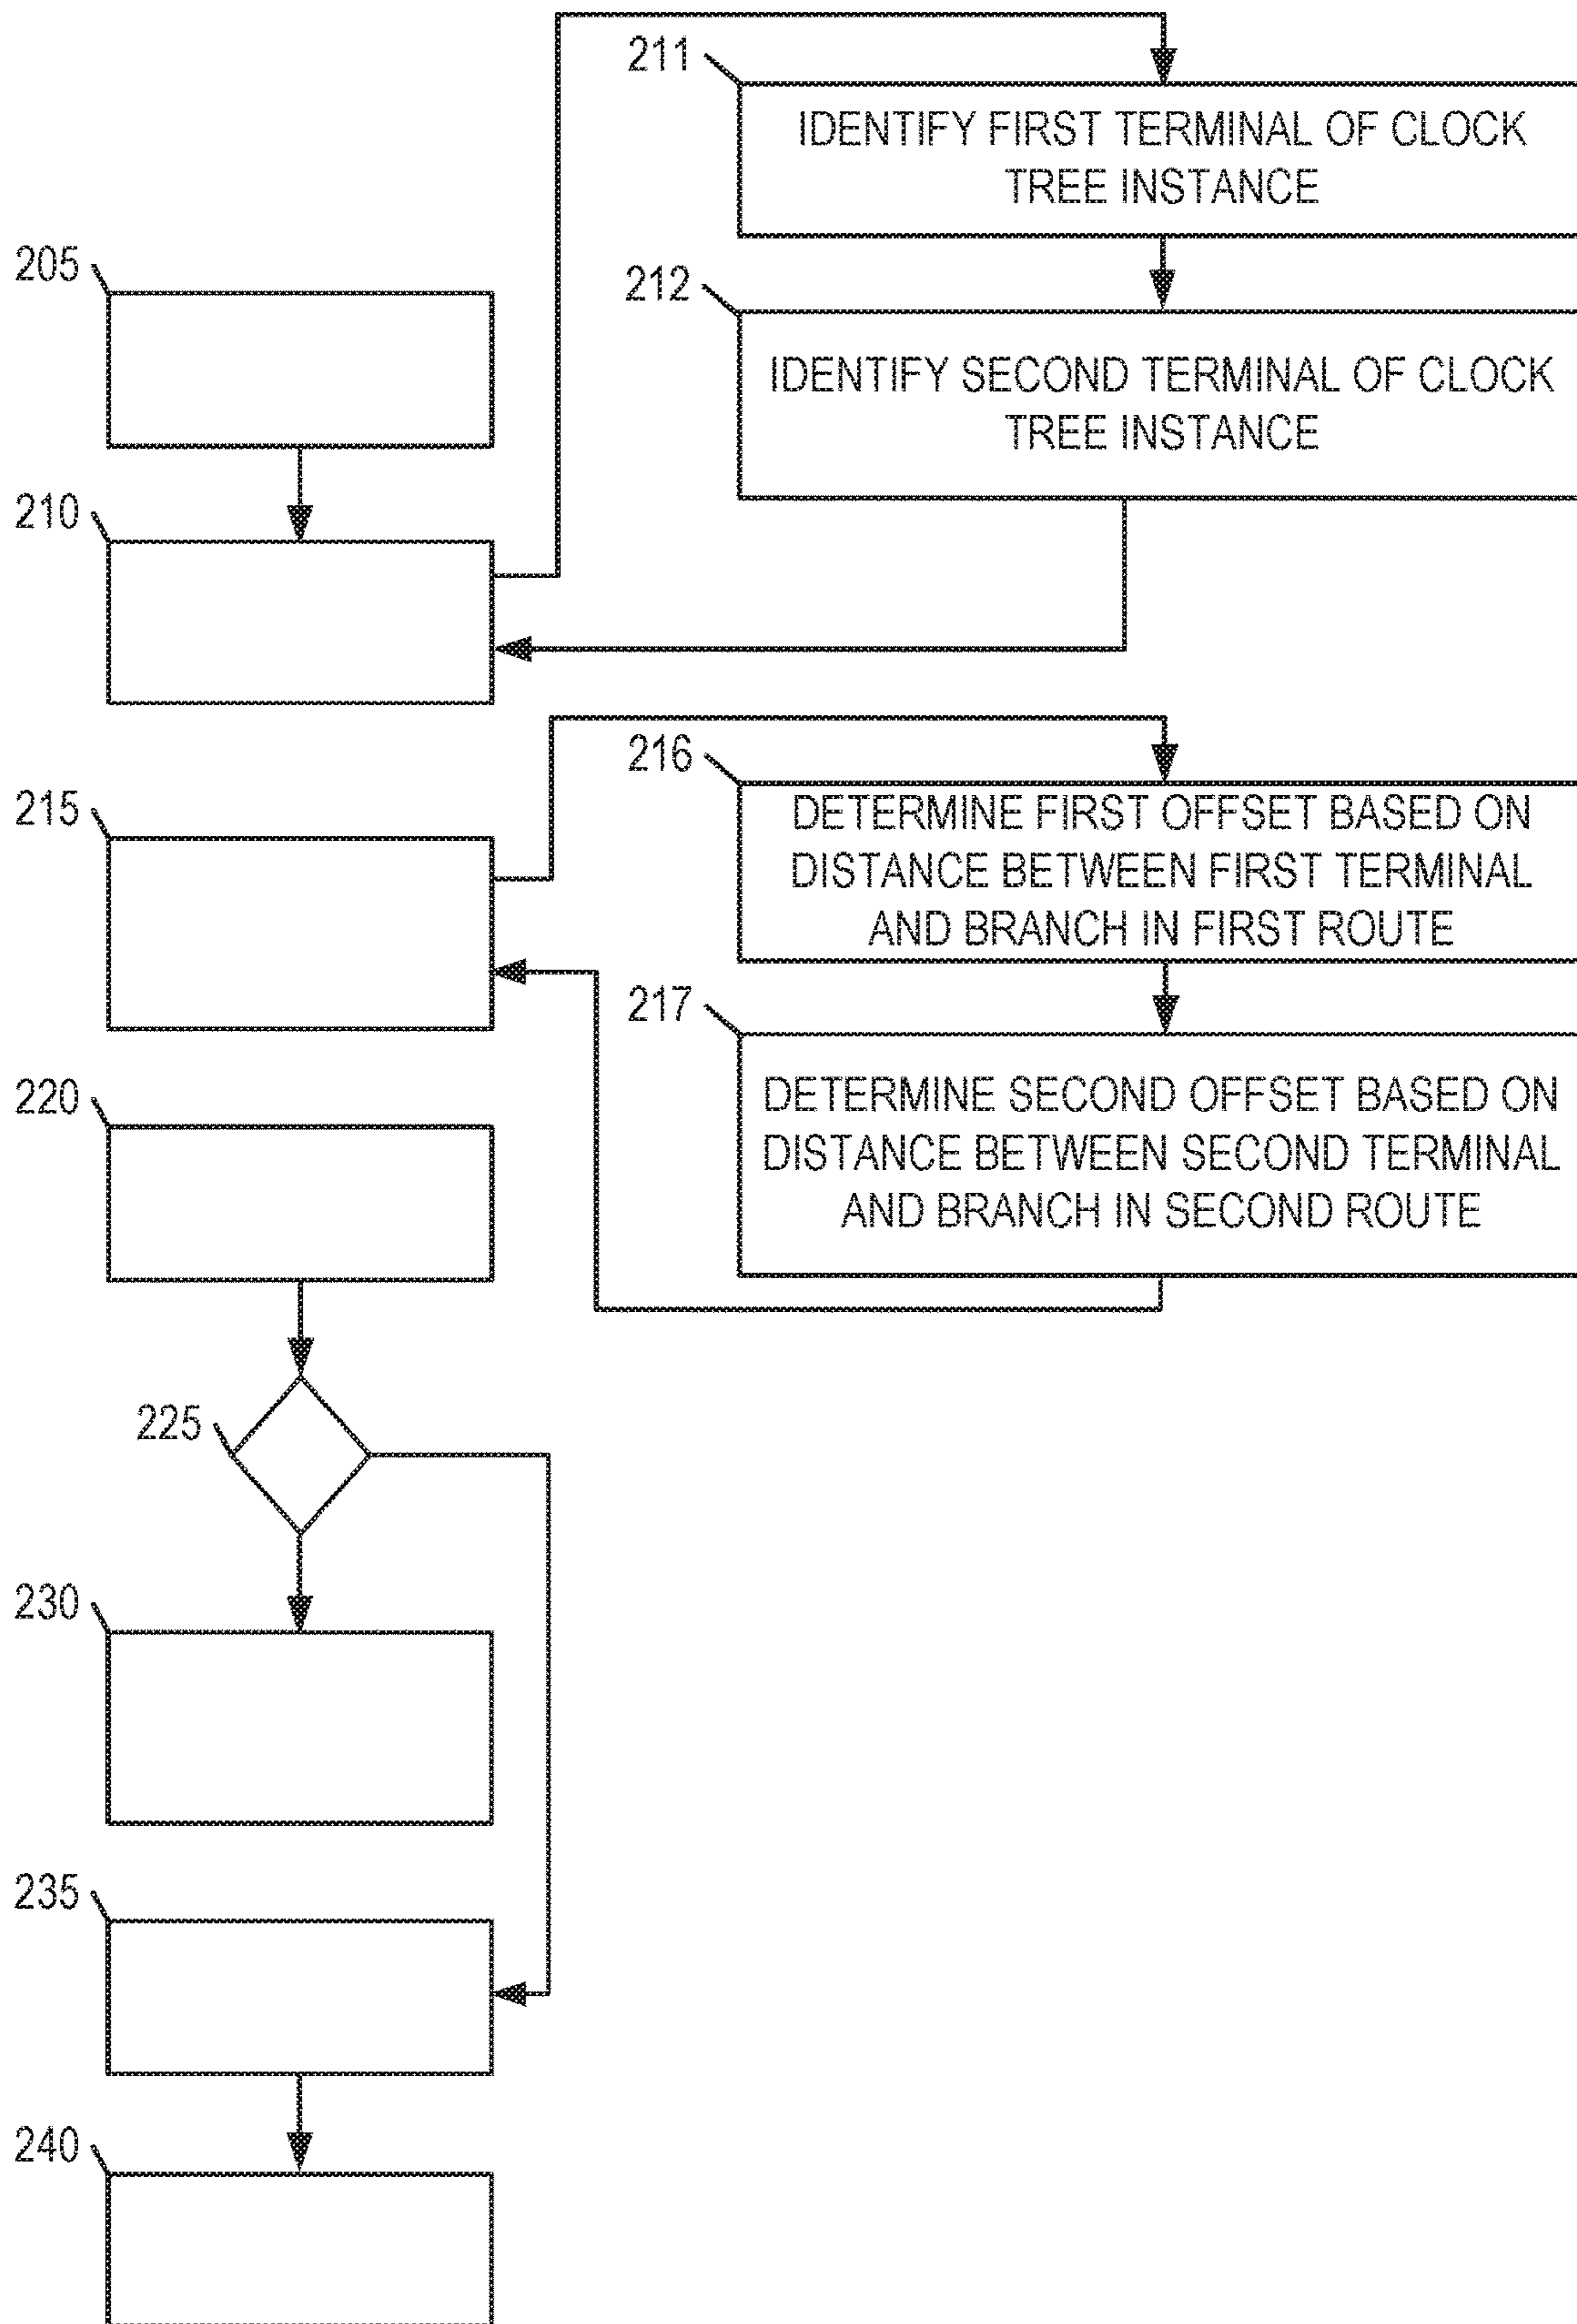 211
IDENTIFY FIRST TERMINAL OF CLOCK
TREE INSTANCE
205
212
IDENTIFY SECOND TERMINAL OF CLOCK
TREE INSTANCE
210
216
DETERMINE FIRST OFFSET BASED ON
DISTANCE BETWEEN FIRST TERMINAL
AND BRANCH IN FIRST ROUTE
215
217
DETERMINE SECOND OFFSET BASED ON
DISTANCE BETWEEN SECOND TERMINAL
AND BRANCH IN SECOND ROUTE
220
225
230
235
240